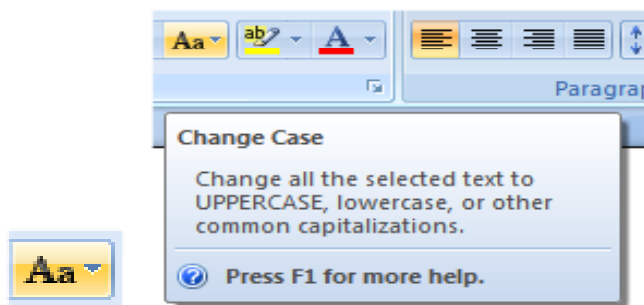 Aa ab A
Paragrap
Change Case
Change all the selected text to
UPPERCASE, lowercase, or other
common capitalizations.
Press F1 for more help.
Aa